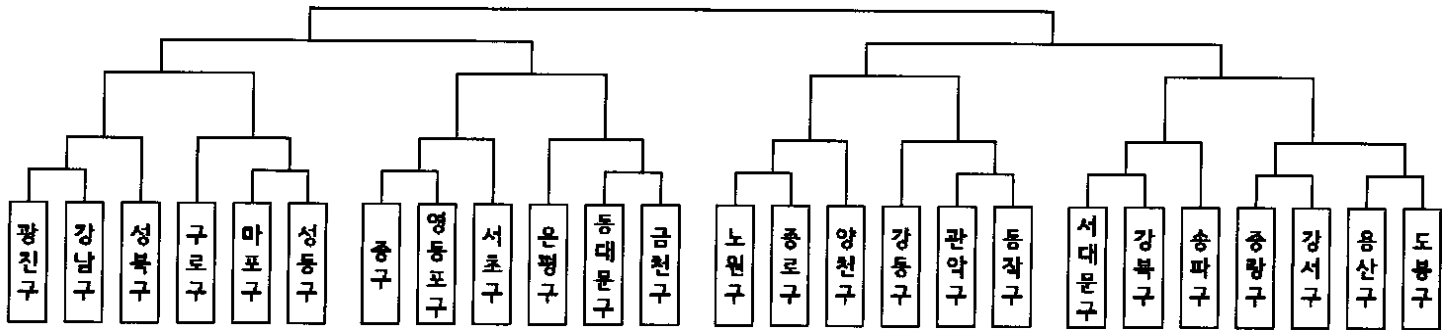 광진구
강남구
성북구
구로구
마포구
성동구
중구
영등포구
서초구
은평구
동대문구
금천구
노원구
종로구
양천구
강동구
관악구
동작구
서대문구
강북구
송파구
중랑구
강서구
용산구
도봉구